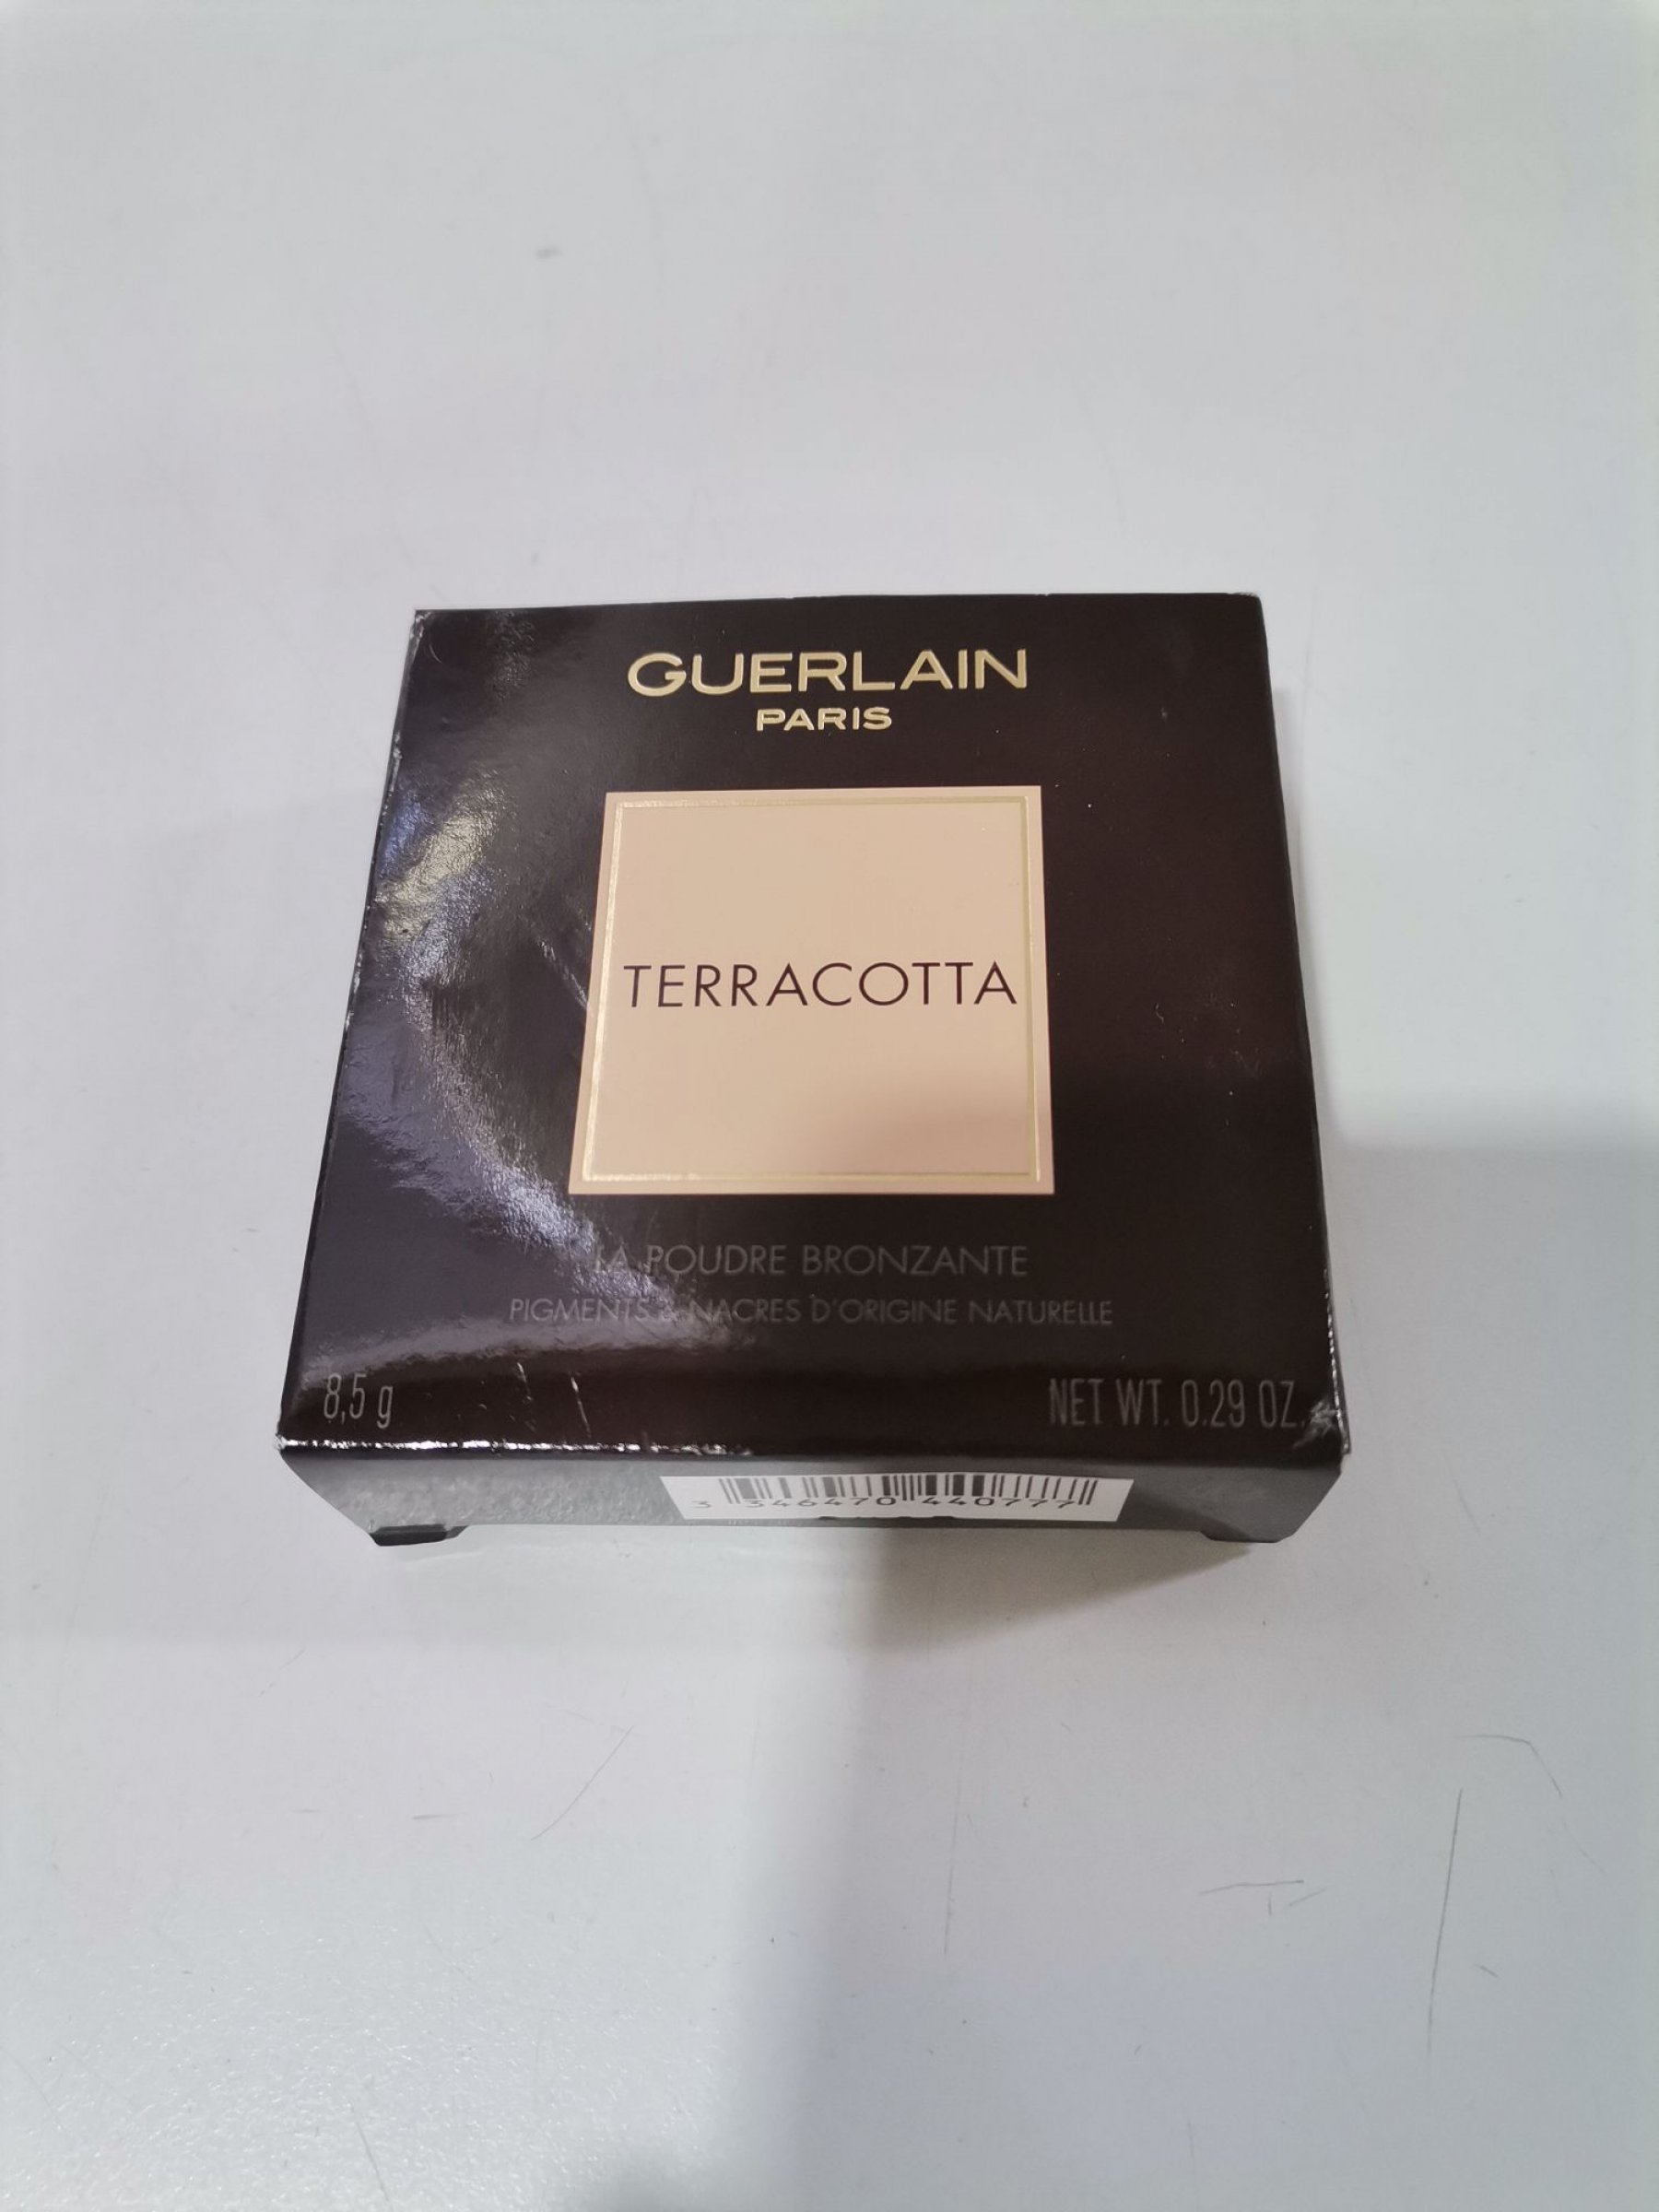 GUERLAIN
PARIS
TERRACOTTA
LA POUDRE BRONZANTE
PIGMENTS & NACRES D'ORIGINE NATURELLE
8,5 g
NET WT. 0.29 OZ.
3 346470 440777